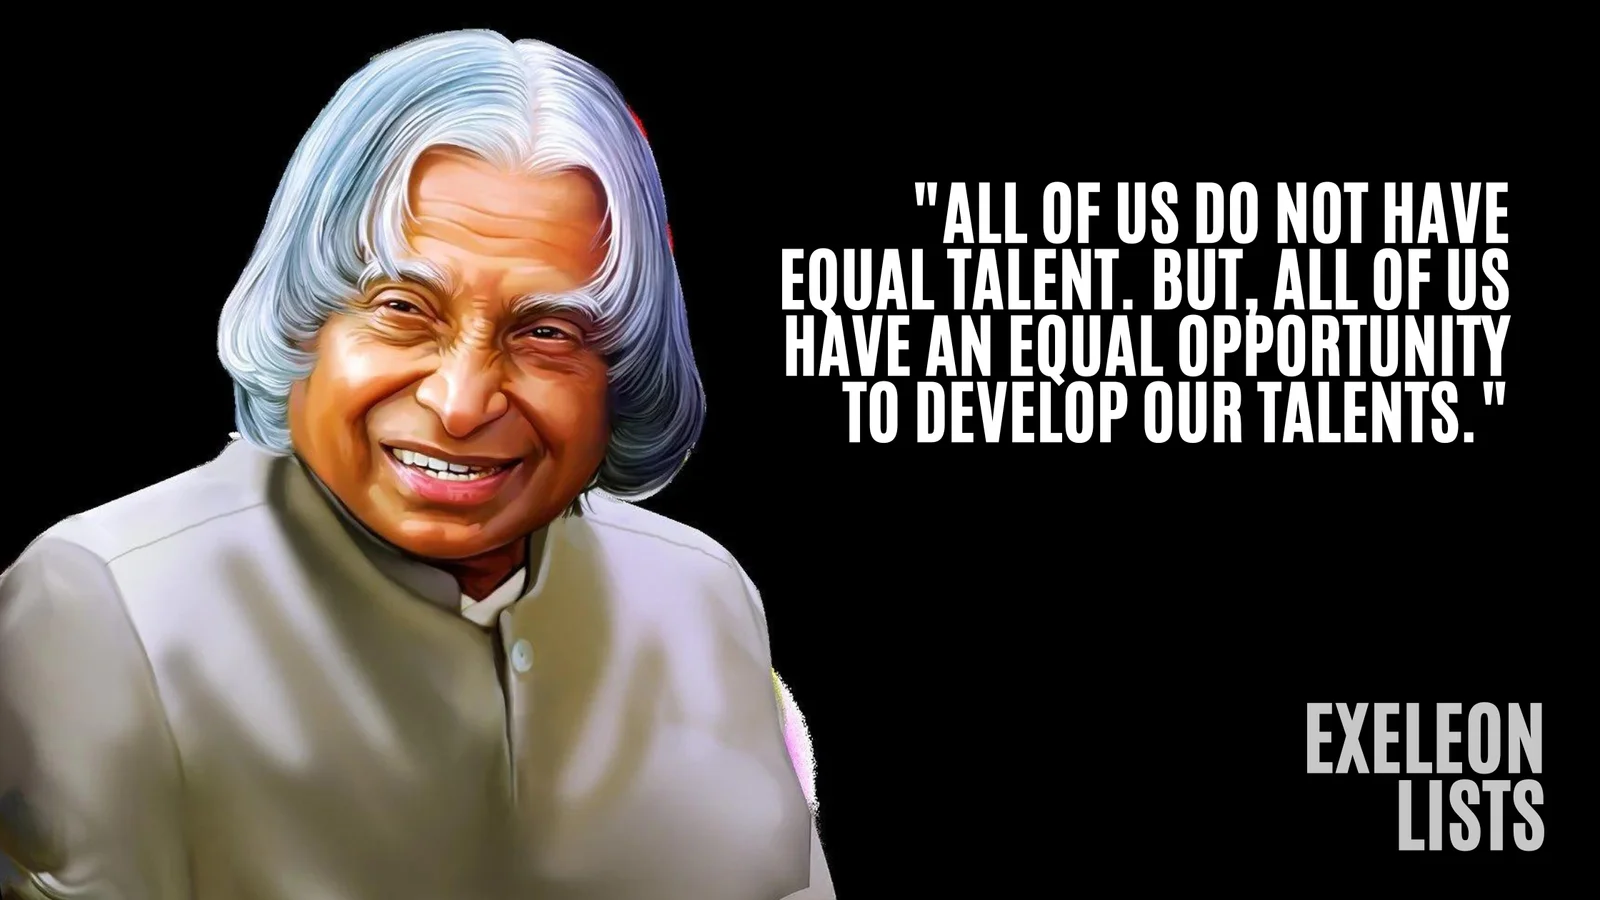 "ALL OF US DO NOT HAVE
EQUAL TALENT. BUT, ALL OF US
HAVE AN EQUAL OPPORTUNITY
TO DEVELOP OUR TALENTS."
EXELEON
LISTS